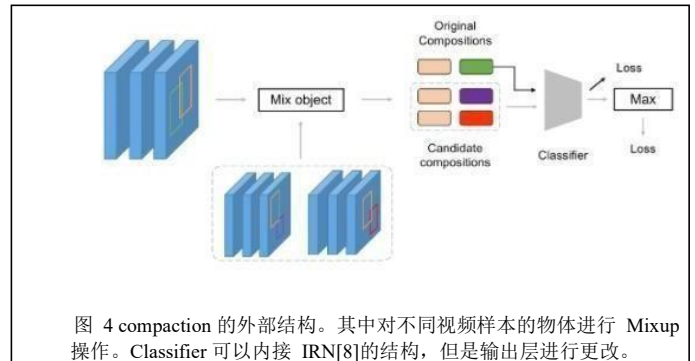 Original
Compositions
Loss
Mix object
Max
Candidate
compositions
Classifier
Loss
图 4 compaction 的外部结构。其中对不同视频样本的物体进行 Mixup
操作。Classifier 可以内接 IRN[8]的结构，但是输出层进行更改。